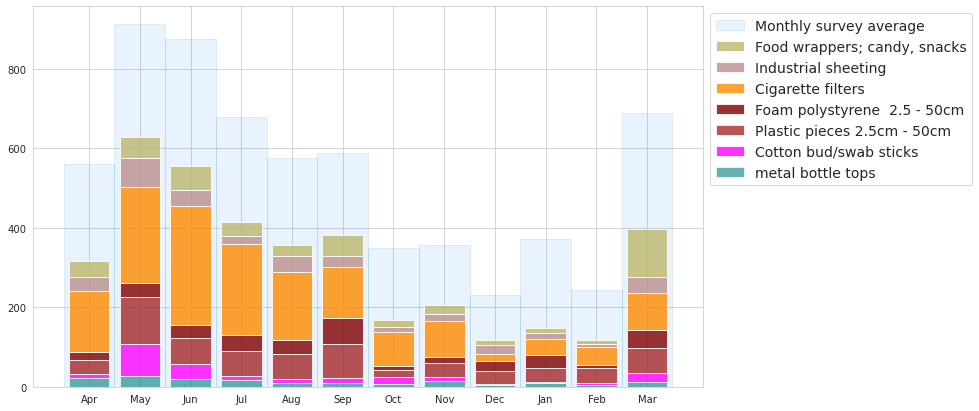 800
600
400
200
0
Apr May Jun Jul Aug Sep Oct Nov Dec Jan Feb Mar
Monthly survey average
Food wrappers; candy, snacks
Industrial sheeting
Cigarette filters
Foam polystyrene  2.5 - 50cm
Plastic pieces 2.5cm - 50cm
Cotton bud/swab sticks
metal bottle tops